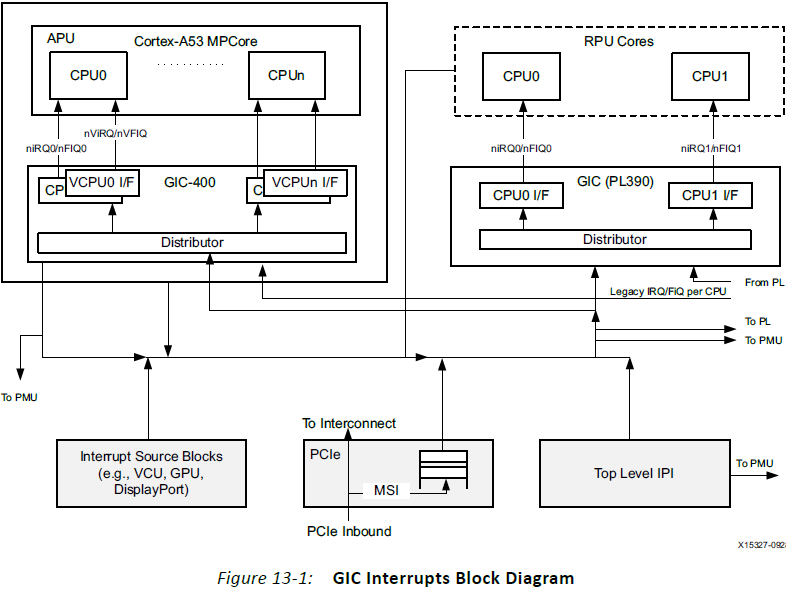 APU
Cortex-A53 MPCore
CPU0
CPUn
RPU Cores
CPU0
CPU1
niRQ0/nFIQ0
nViRQ/nVFIQ
niRQ0/nFIQ0
niRQ1/nFIQ1
CP
VCPU0 I/F
GIC-400
C
VCPUn I/F
Distributor
GIC (PL390)
CPU0 I/F
CPU1 I/F
Distributor
From PL
Legacy IRQ/FiQ per CPU
To PL
To PMU
To PMU
To Interconnect
Interrupt Source Blocks
(e.g., VCU, GPU,
DisplayPort)
PCIe
MSI
PCIe Inbound
Top Level IPI
To PMU
X15327-092
Figure 13-1: GIC Interrupts Block Diagram